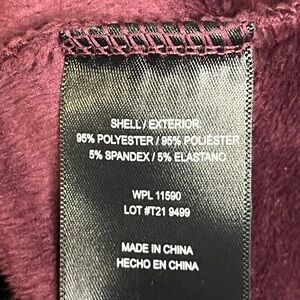 SHELL / EXTERIOR
95% POLYESTER / 95% POLIÉSTER
5% SPANDEX / 5% ELASTANO
WPL 11590
LOT #T21 9499
MADE IN CHINA
HECHO EN CHINA